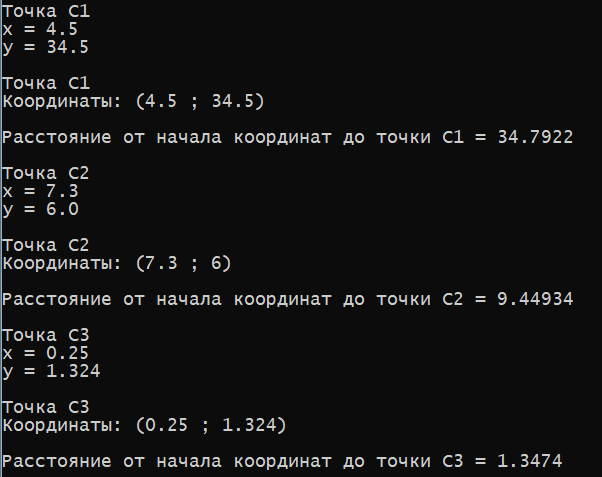 Точка C1
x = 4.5
y = 34.5
Точка C1
Координаты: (4.5 ; 34.5)
Расстояние от начала координат до точки C1 = 34.7922
Точка C2
x = 7.3
y = 6.0
Точка C2
Координаты: (7.3 ; 6)
Расстояние от начала координат до точки C2 = 9.44934
Точка C3
x = 0.25
y = 1.324
Точка C3
Координаты: (0.25 ; 1.324)
Расстояние от начала координат до точки C3 = 1.3474